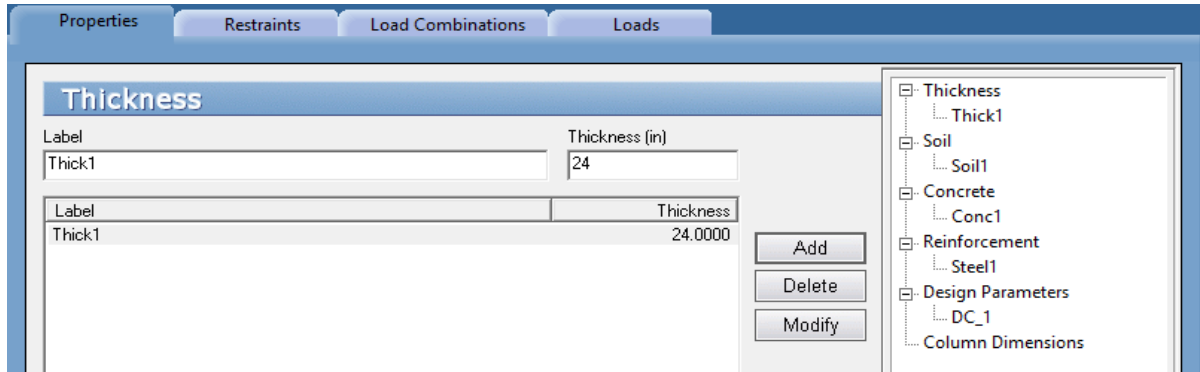 Properties Restraints Load Combinations Loads
Thickness
Label Thickness (in)
Thick1 24
Label Thickness
Thick1 24.0000
Add
Delete
Modify
Thickness
Thick1
Soil
Soil1
Concrete
Conc1
Reinforcement
Steel1
Design Parameters
DC_1
Column Dimensions